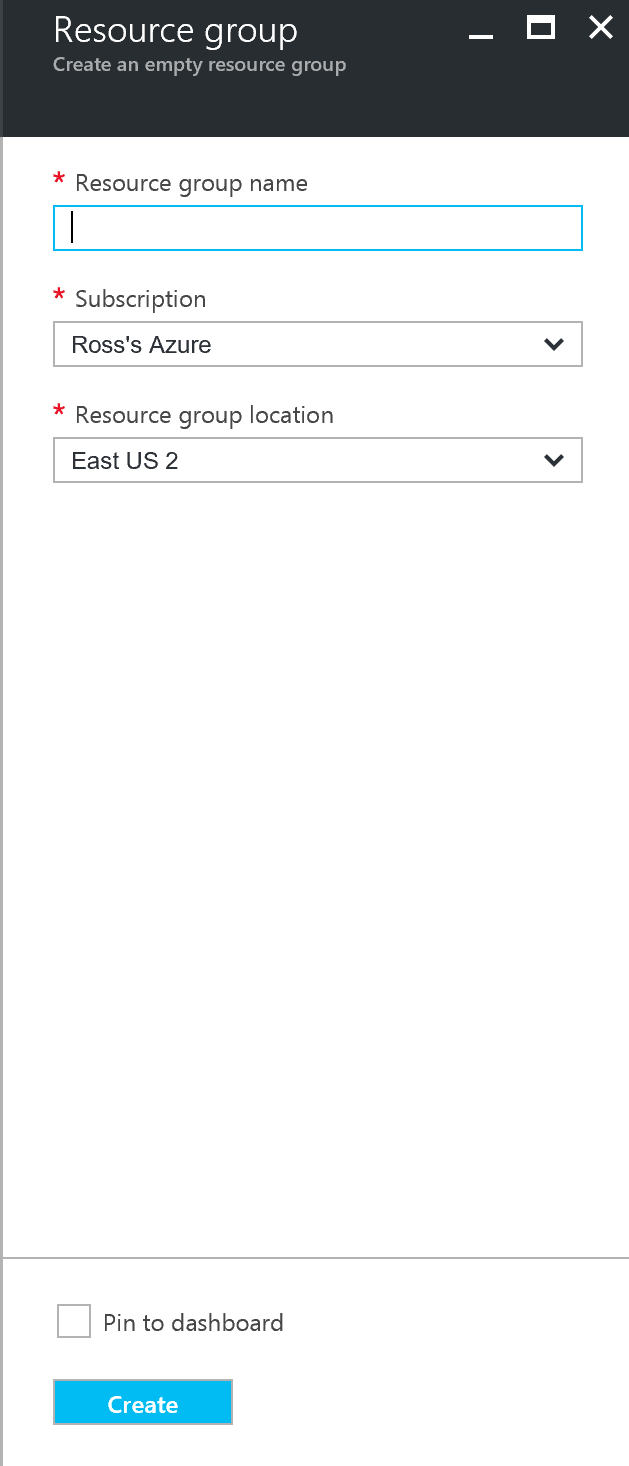 Resource group
Create an empty resource group
* Resource group name
* Subscription
Ross's Azure
* Resource group location
East US 2
Pin to dashboard
Create